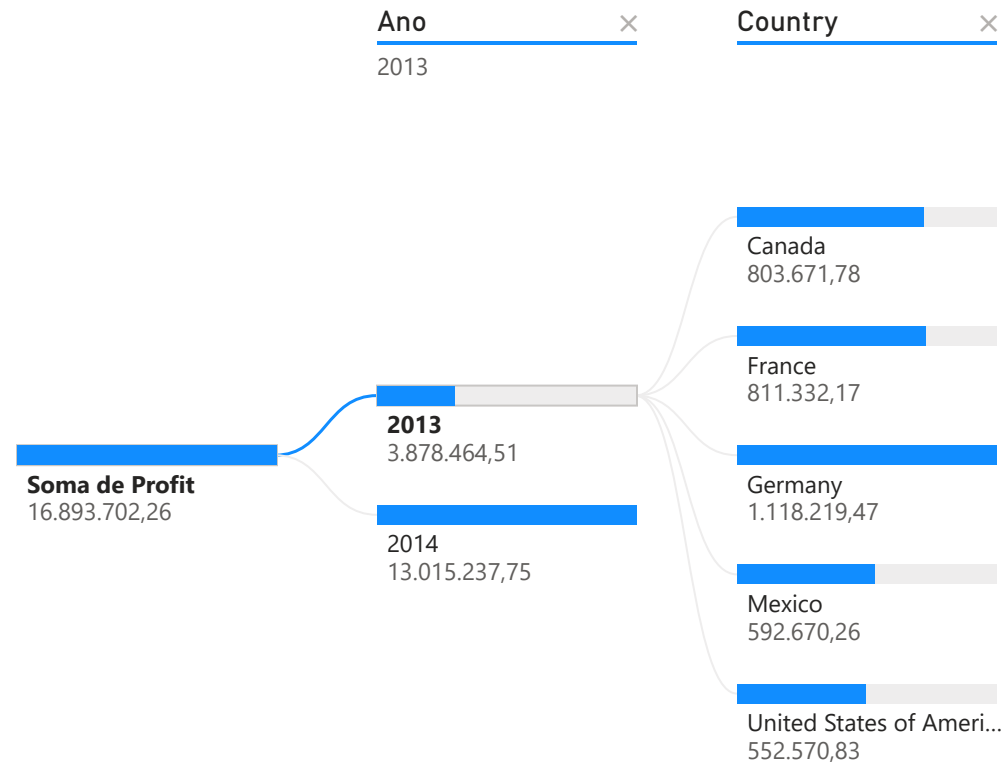 Ano
Country
2013
Canada
803.671,78
France
811.332,17
2013
3.878.464,51
Soma de Profit
16.893.702,26
Germany
1.118.219,47
2014
13.015.237,75
Mexico
592.670,26
United States of Ameri...
552.570,83